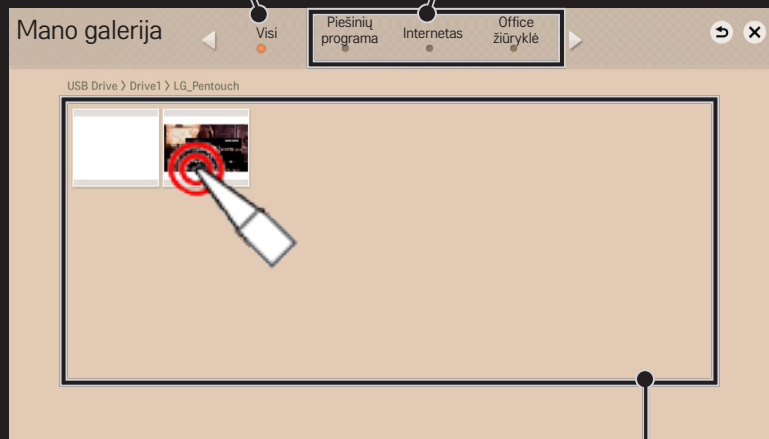 Mano galerija
Visi
Piešinių
programa
Internetas
Office
žiūryklė
USB Drive > Drive1 > LG_Pentouch